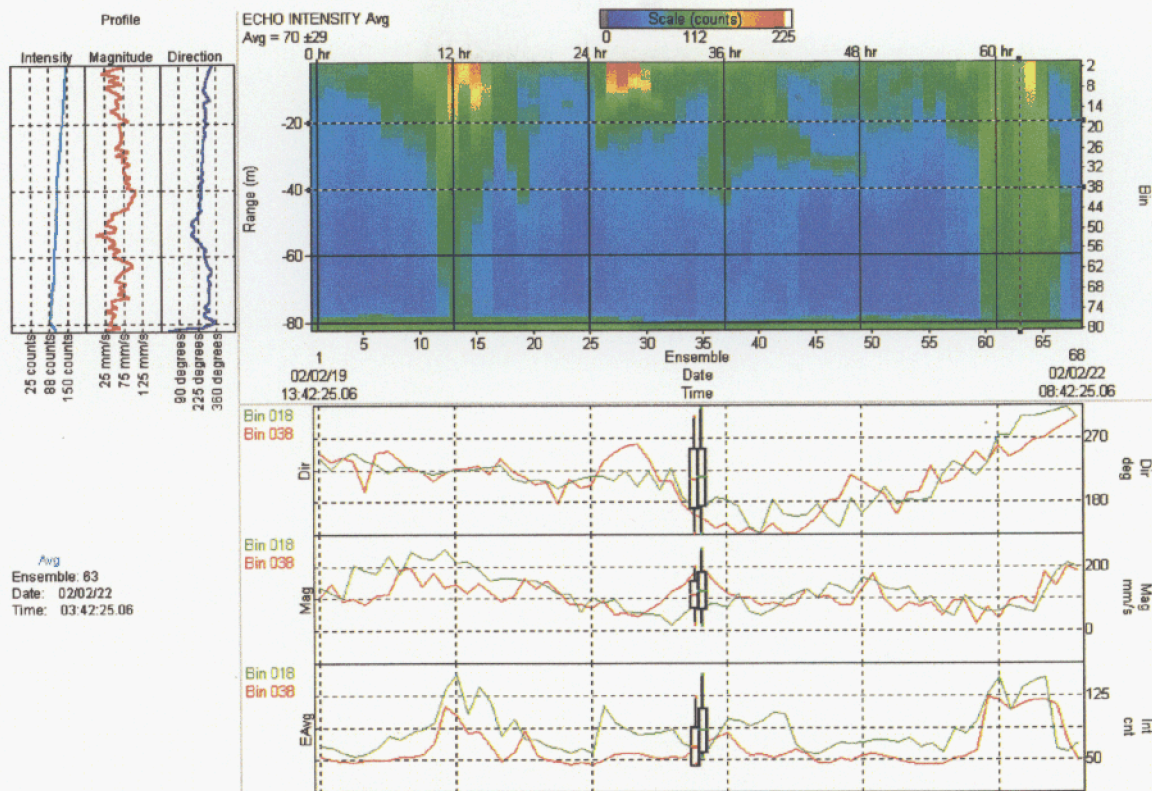 Profile
Intensity Magnitude Direction
25 counts
88 counts
150 counts
25 mm/s
75 mm/s
125 mm/s
90 degrees
225 degrees
360 degrees
ECHO INTENSITY Avg
Avg = 70 ±29
Scale (counts)
0 112 225
0 hr 12 hr 24 hr 36 hr 48 hr 60 hr
Range (m)
-20
-40
-60
-80
2
8
14
20
26
32
38
44
50
56
62
68
74
80
Bin
5 10 15 20 25 30 35 40 45 50 55 60 65
1 Ensemble 68
02/02/19 Date 02/02/22
13:42:25.06 Time 08:42:25.06
Bin 018
Bin 038
Dir
270
180
Dir
deg
Bin 018
Bin 038
Mag
200
0
Mag
mm/s
Bin 018
Bin 038
EAvg
125
50
Int
cnt
Avg
Ensemble: 63
Date: 02/02/22
Time: 03:42:25.06